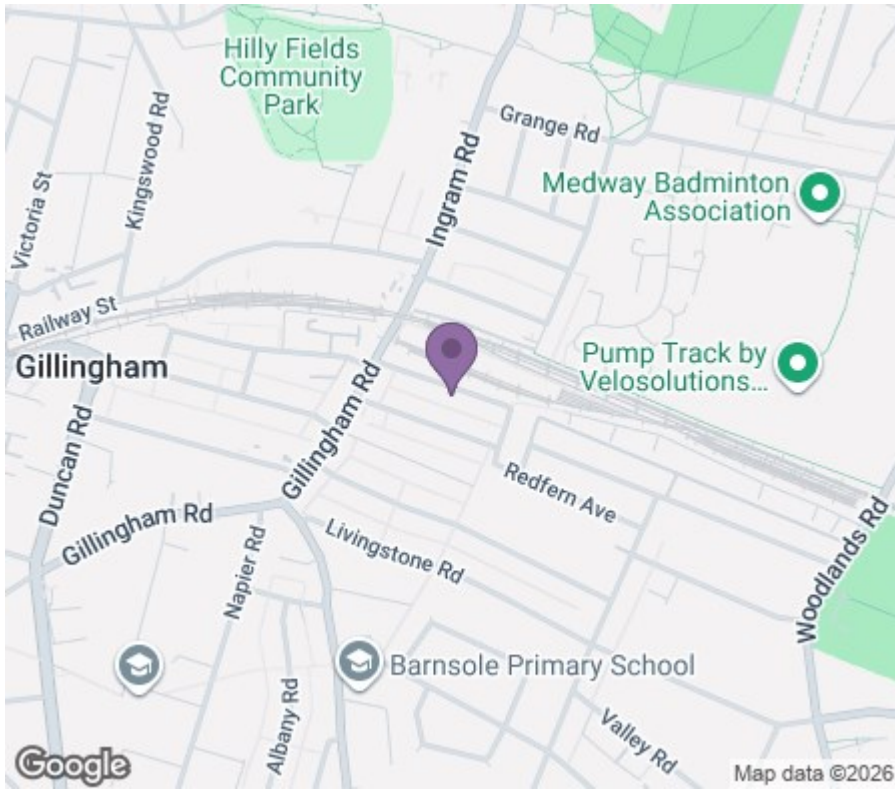 Hilly Fields
Community
Park
Grange Rd
Ingram Rd
Kingswood Rd
Victoria St
Medway Badminton
Association
Railway St
Gillingham
Pump Track by
Velosolutions...
Duncan Rd
Gillingham Rd
Gillingham Rd
Redfern Ave
Livingstone Rd
Napier Rd
Woodlands Rd
Barnsole Primary School
Albany Rd
Valley Rd
Google
Map data ©2026